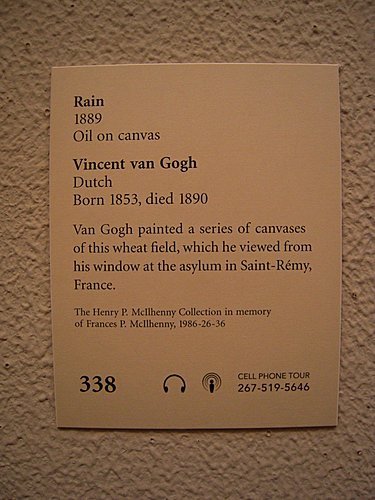 Rain
1889
Oil on canvas
Vincent van Gogh
Dutch
Born 1853, died 1890
Van Gogh painted a series of canvases
of this wheat field, which he viewed from
his window at the asylum in Saint-Rémy,
France.
The Henry P. McIlhenny Collection in memory
of Frances P. McIlhenny, 1986-26-36
338
CELL PHONE TOUR
267-519-5646